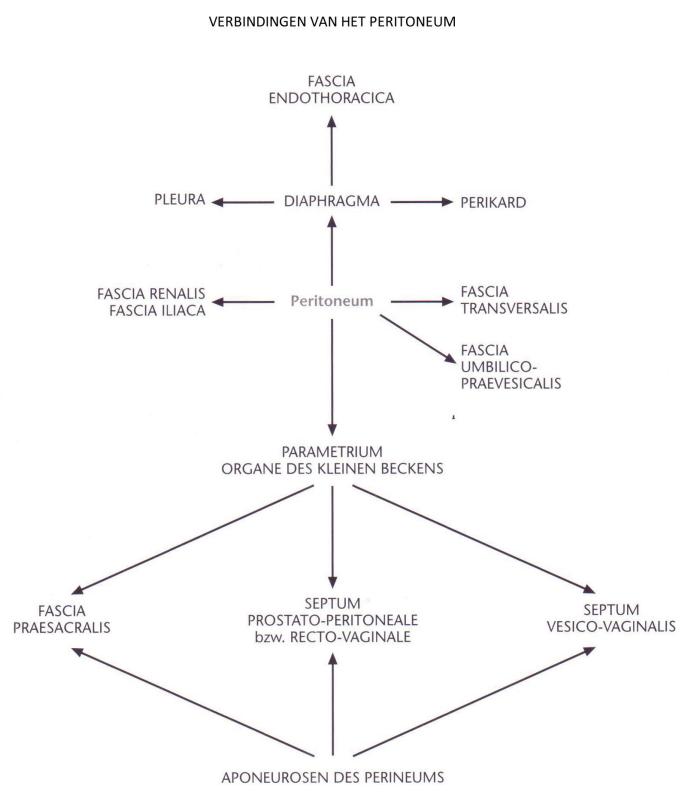 VERBINDINGEN VAN HET PERITONEUM
FASCIA
ENDOTHORACICA
PLEURA
DIAPHRAGMA
PERIKARD
FASCIA RENALIS
FASCIA ILIACA
Peritoneum
FASCIA
TRANSVERSALIS
FASCIA
UMBILICO-
PRAEVESICALIS
PARAMETRIUM
ORGANE DES KLEINEN BECKENS
FASCIA
PRAESACRALIS
SEPTUM
PROSTATO-PERITONEALE
bzw. RECTO-VAGINALE
SEPTUM
VESICO-VAGINALIS
APONEUROSEN DES PERINEUMS